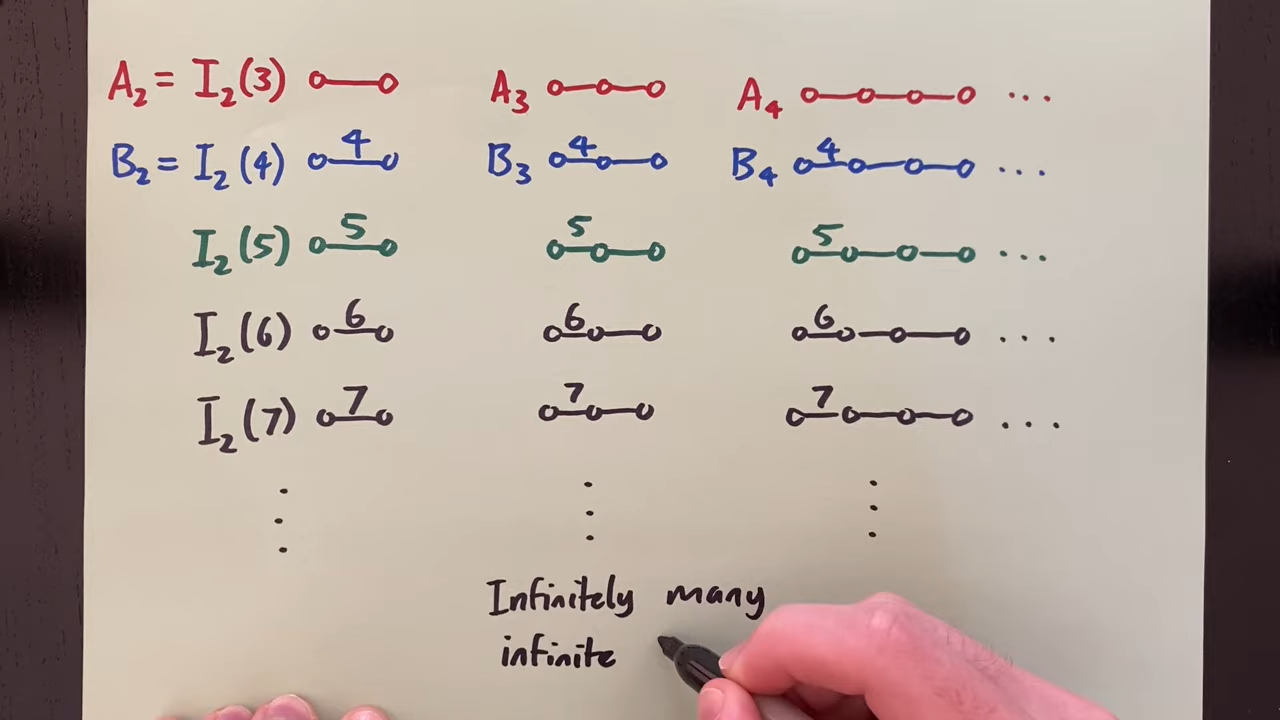 A₂ = I₂(3) A₃ A₄ ...
B₂ = I₂(4) 4 B₃ 4 B₄ 4 ...
I₂(5) 5 5 5 ...
I₂(6) 6 6 6 ...
I₂(7) 7 7 7 ...
Infinitely many
infinite